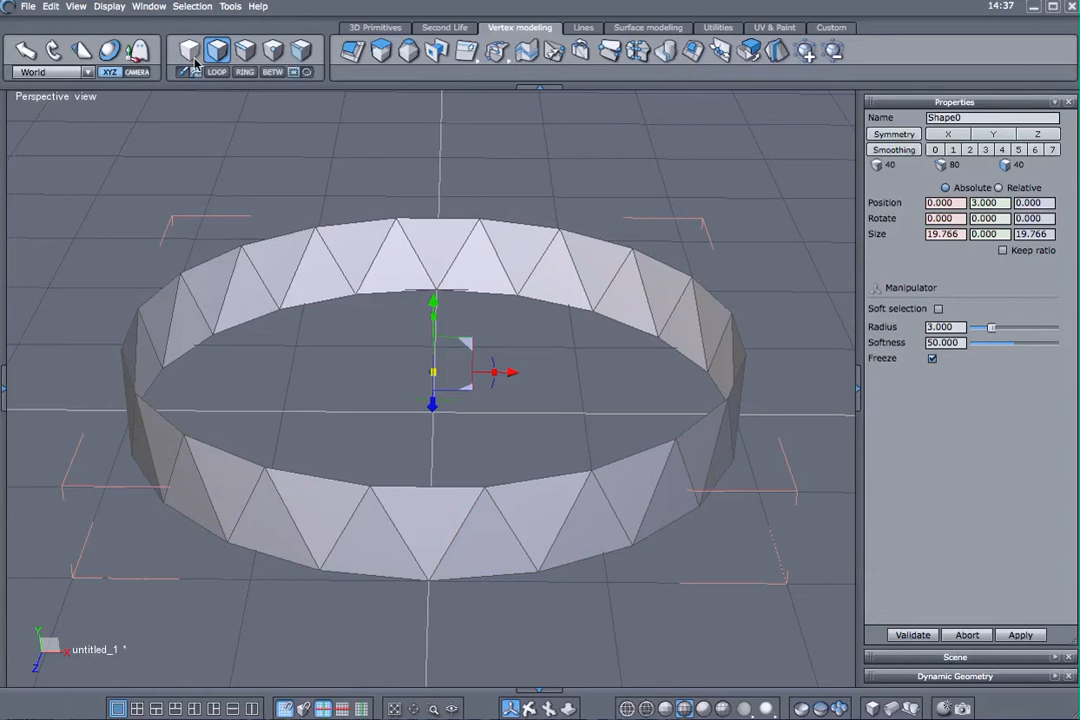 File Edit View Display Window Selection Tools Help
14:37
3D Primitives Second Life Vertex modeling Lines Surface modeling Utilities UV & Paint Custom
World XYZ CAMERA LOOP RING BETW
Perspective view
Properties
Name Shape0
Symmetry X Y Z
Smoothing 0 1 2 3 4 5 6 7
40 80 40
Absolute Relative
Position 0.000 3.000 0.000
Rotate 0.000 0.000 0.000
Size 19.766 0.000 19.766
Keep ratio
Manipulator
Soft selection
Radius 3.000
Softness 50.000
Freeze
Validate Abort Apply
Y
X
Z
untitled_1 *
Scene
Dynamic Geometry